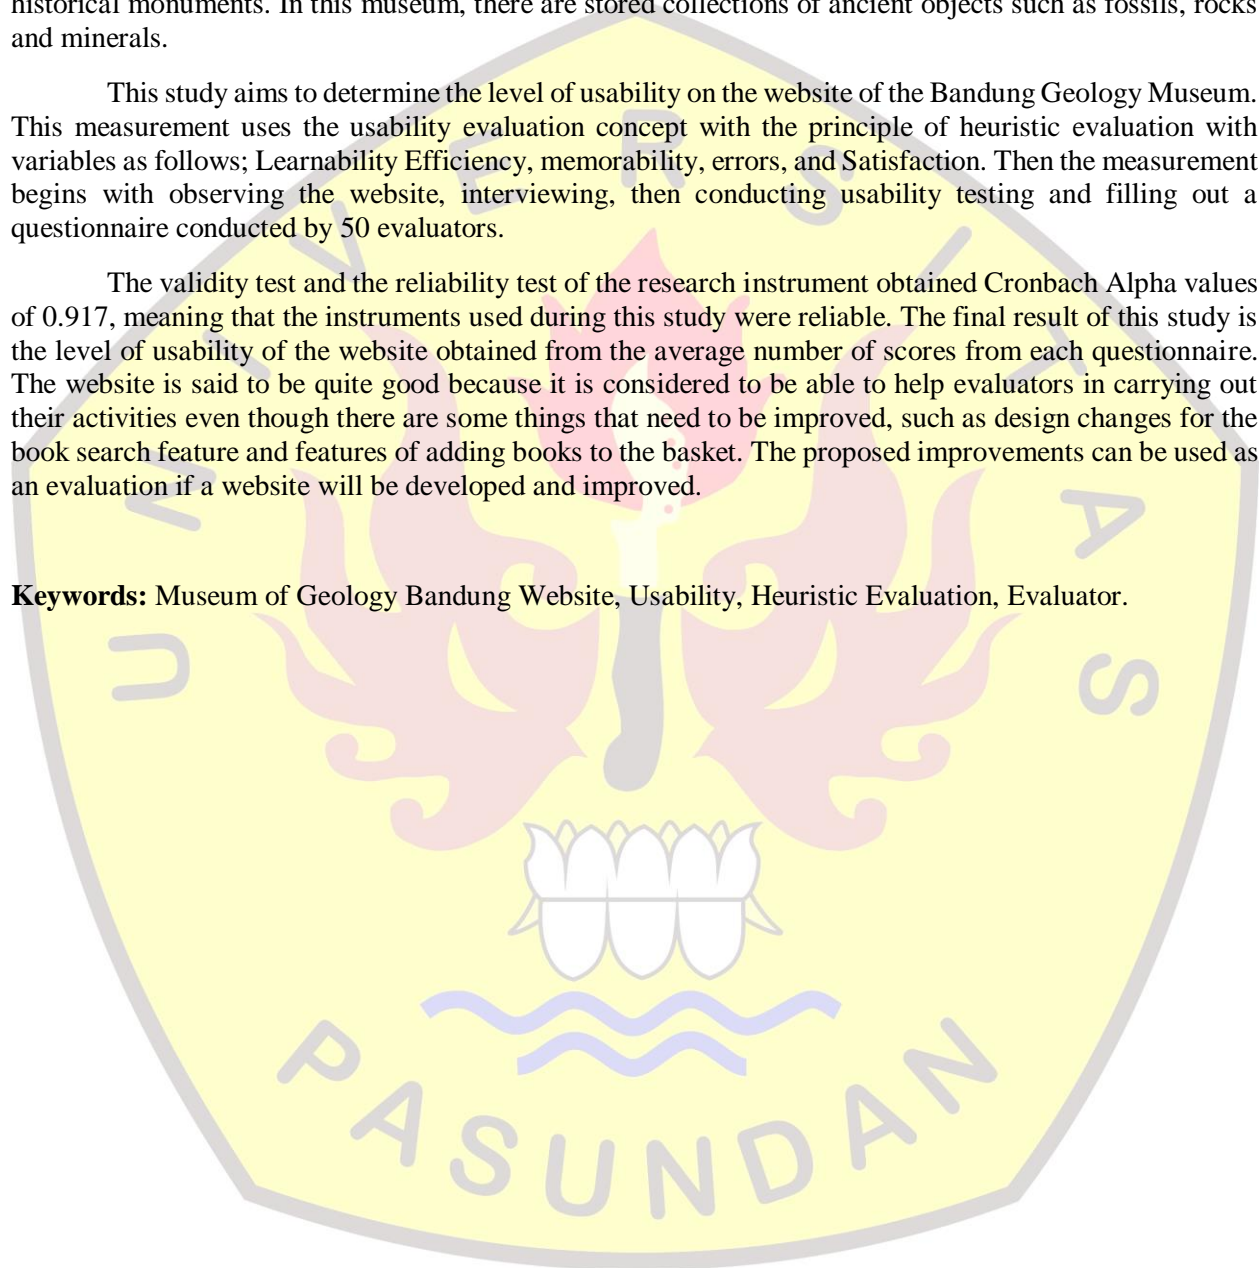 historical monuments. In this museum, there are stored collections of ancient objects such as fossils, rocks
and minerals.
This study aims to determine the level of usability on the website of the Bandung Geology Museum.
This measurement uses the usability evaluation concept with the principle of heuristic evaluation with
variables as follows; Learnability Efficiency, memorability, errors, and Satisfaction. Then the measurement
begins with observing the website, interviewing, then conducting usability testing and filling out a
questionnaire conducted by 50 evaluators.
The validity test and the reliability test of the research instrument obtained Cronbach Alpha values
of 0.917, meaning that the instruments used during this study were reliable. The final result of this study is
the level of usability of the website obtained from the average number of scores from each questionnaire.
The website is said to be quite good because it is considered to be able to help evaluators in carrying out
their activities even though there are some things that need to be improved, such as design changes for the
book search feature and features of adding books to the basket. The proposed improvements can be used as
an evaluation if a website will be developed and improved.
Keywords: Museum of Geology Bandung Website, Usability, Heuristic Evaluation, Evaluator.
UNIVERSITAS
PASUNDAN